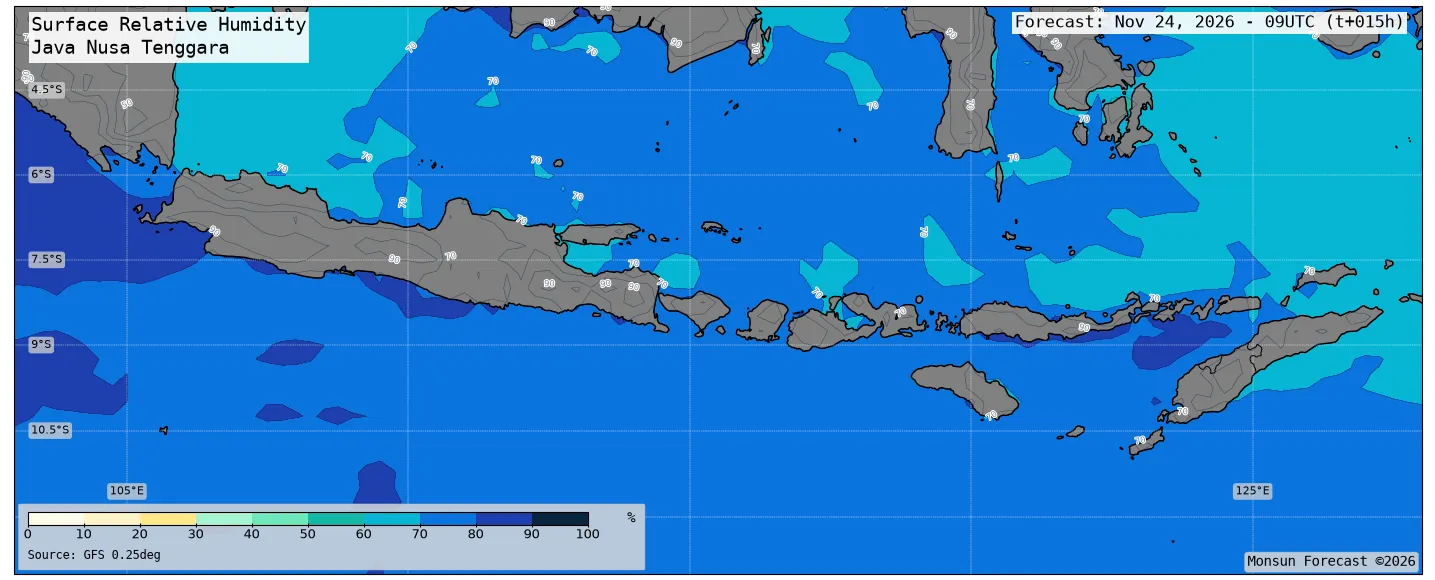 Surface Relative Humidity
Java Nusa Tenggara
Forecast: Nov 24, 2026 - 09UTC (t+015h)
4.5°S
6°S
7.5°S
9°S
10.5°S
105°E
125°E
%
0 10 20 30 40 50 60 70 80 90 100
Source: GFS 0.25deg
Monsun Forecast ©2026